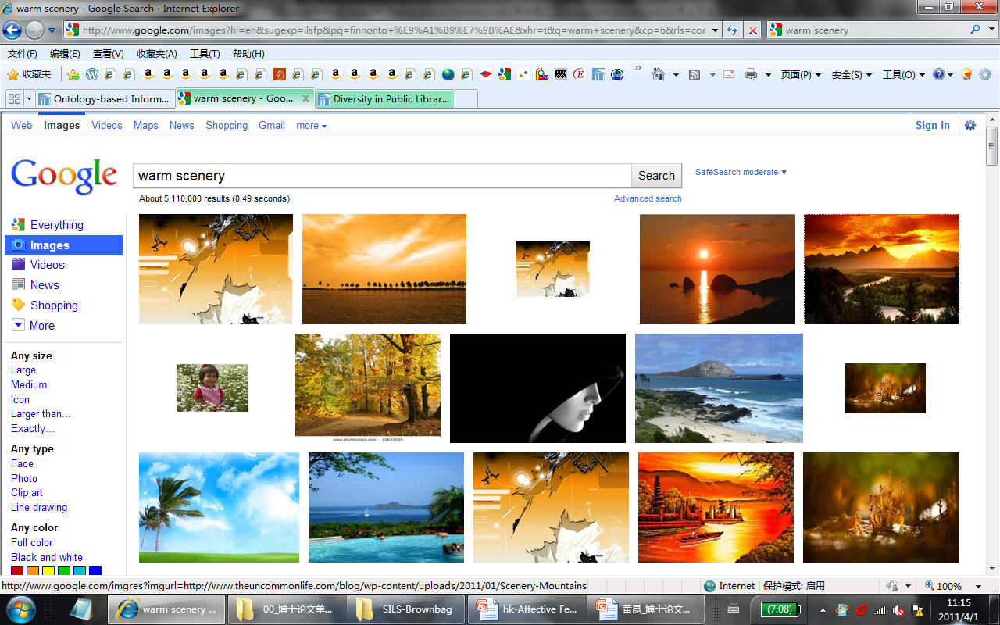 warm scenery - Google Search - Internet Explorer
http://www.google.com/images?hl=en&sugexp=llsfp&pq=finnonto+%E9%A1%B9%E7%9B%AE&xhr=t&q=warm+scenery&cp=6&rls=cor
warm scenery
文件(F) 编辑(E) 查看(V) 收藏夹(A) 工具(T) 帮助(H)
收藏夹
页面(P) 安全(S) 工具(O)
Ontology-based Inform...
warm scenery - Goo...
Diversity in Public Librar...
Web Images Videos Maps News Shopping Gmail more
Sign in
Google
warm scenery
Search
SafeSearch moderate
About 5,110,000 results (0.49 seconds)
Advanced search
Everything
Images
Videos
News
Shopping
More
Any size
Large
Medium
Icon
Larger than...
Exactly...
Any type
Face
Photo
Clip art
Line drawing
Any color
Full color
Black and white
www.shutterstock.com · 41632525
http://www.google.com/imgres?imgurl=http://www.theuncommonlife.com/blog/wp-content/uploads/2011/01/Scenery-Mountains
Internet | 保护模式: 启用
100%
warm scenery ...
00_博士论文单...
SILS-Brownbag
hk-Affective Fe...
黄崑_博士论文...
(7:08)
11:15
2011/4/1